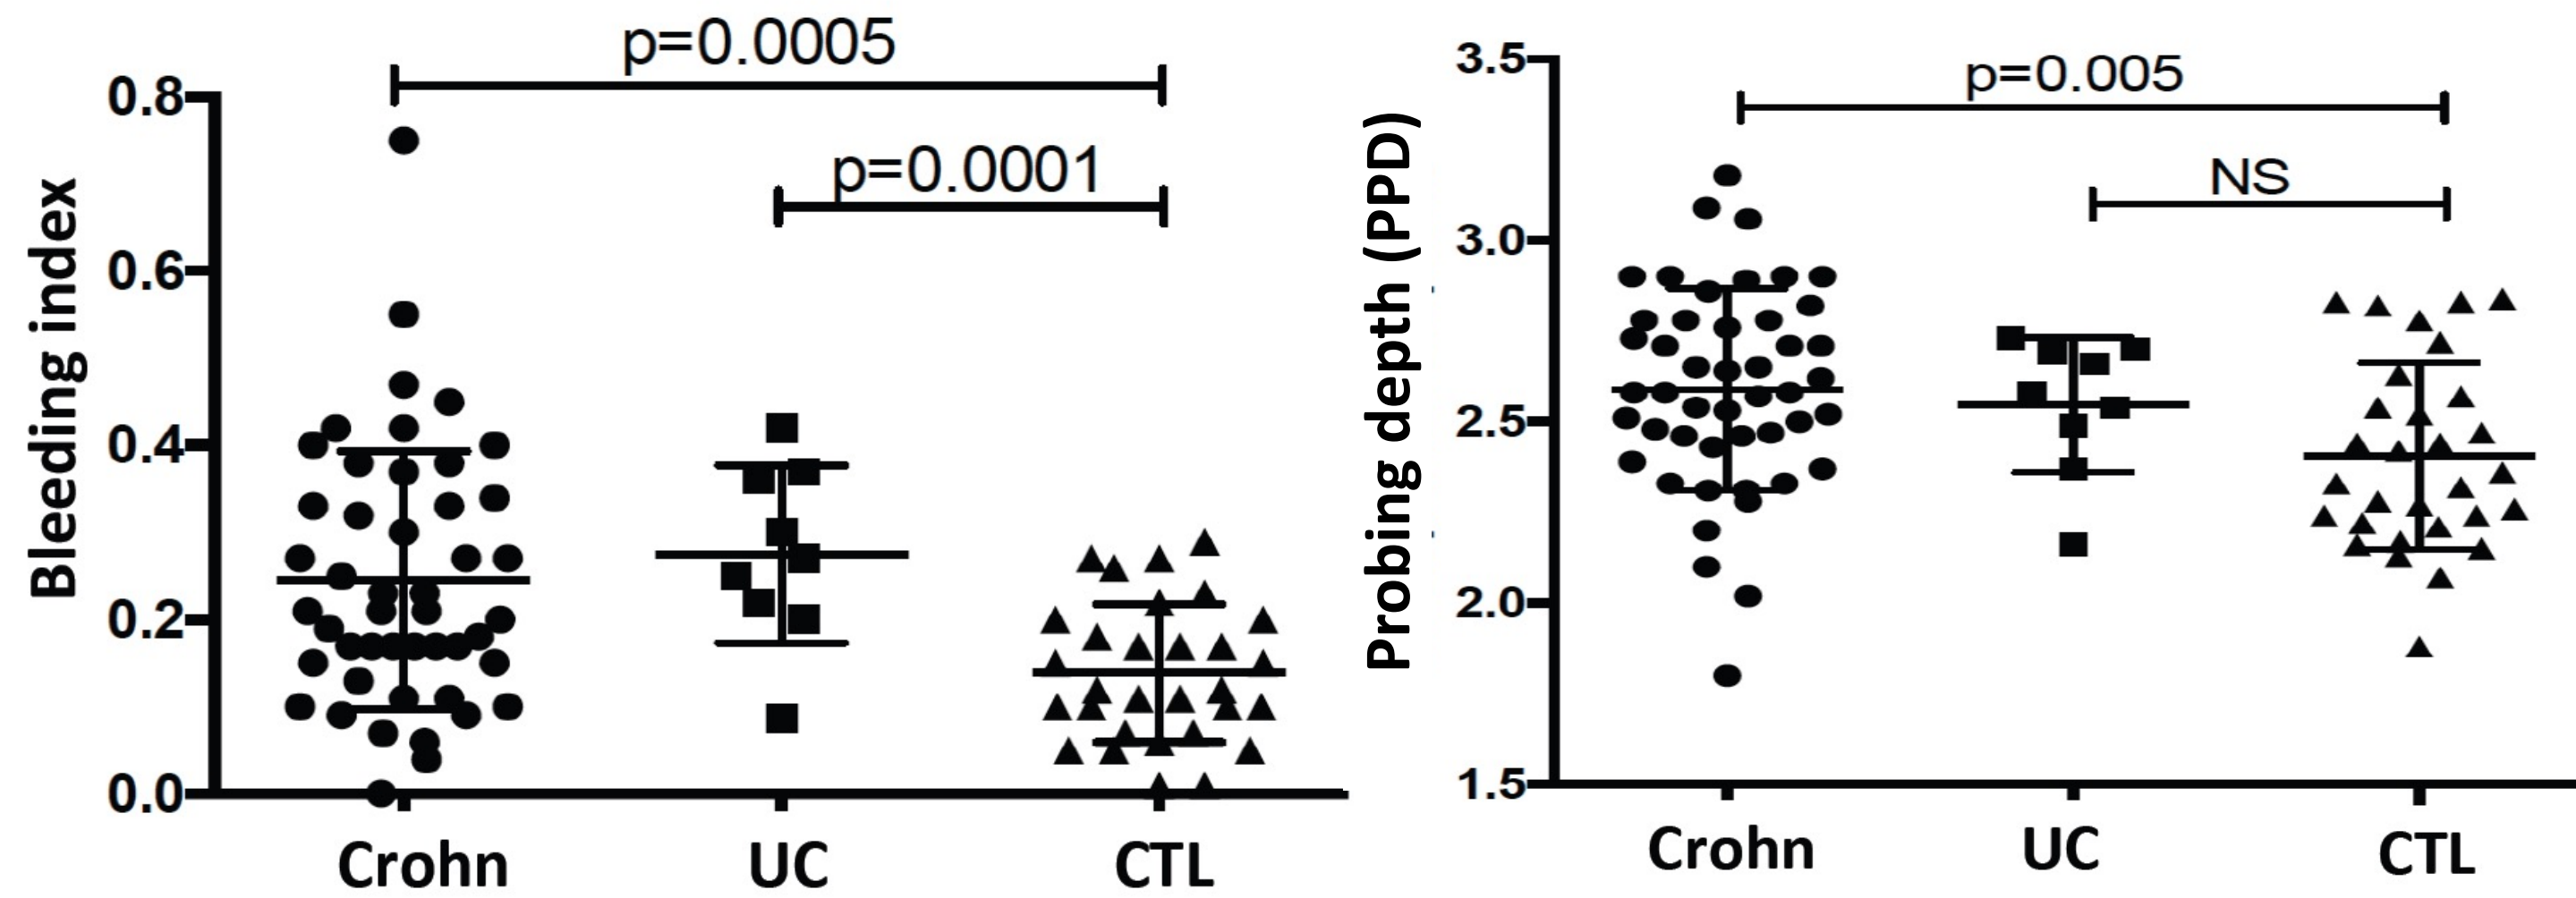 p=0.0005
p=0.0001
Bleeding index
0.8
0.6
0.4
0.2
0.0
Crohn
UC
CTL
p=0.005
NS
Probing depth (PPD)
3.5
3.0
2.5
2.0
1.5
Crohn
UC
CTL